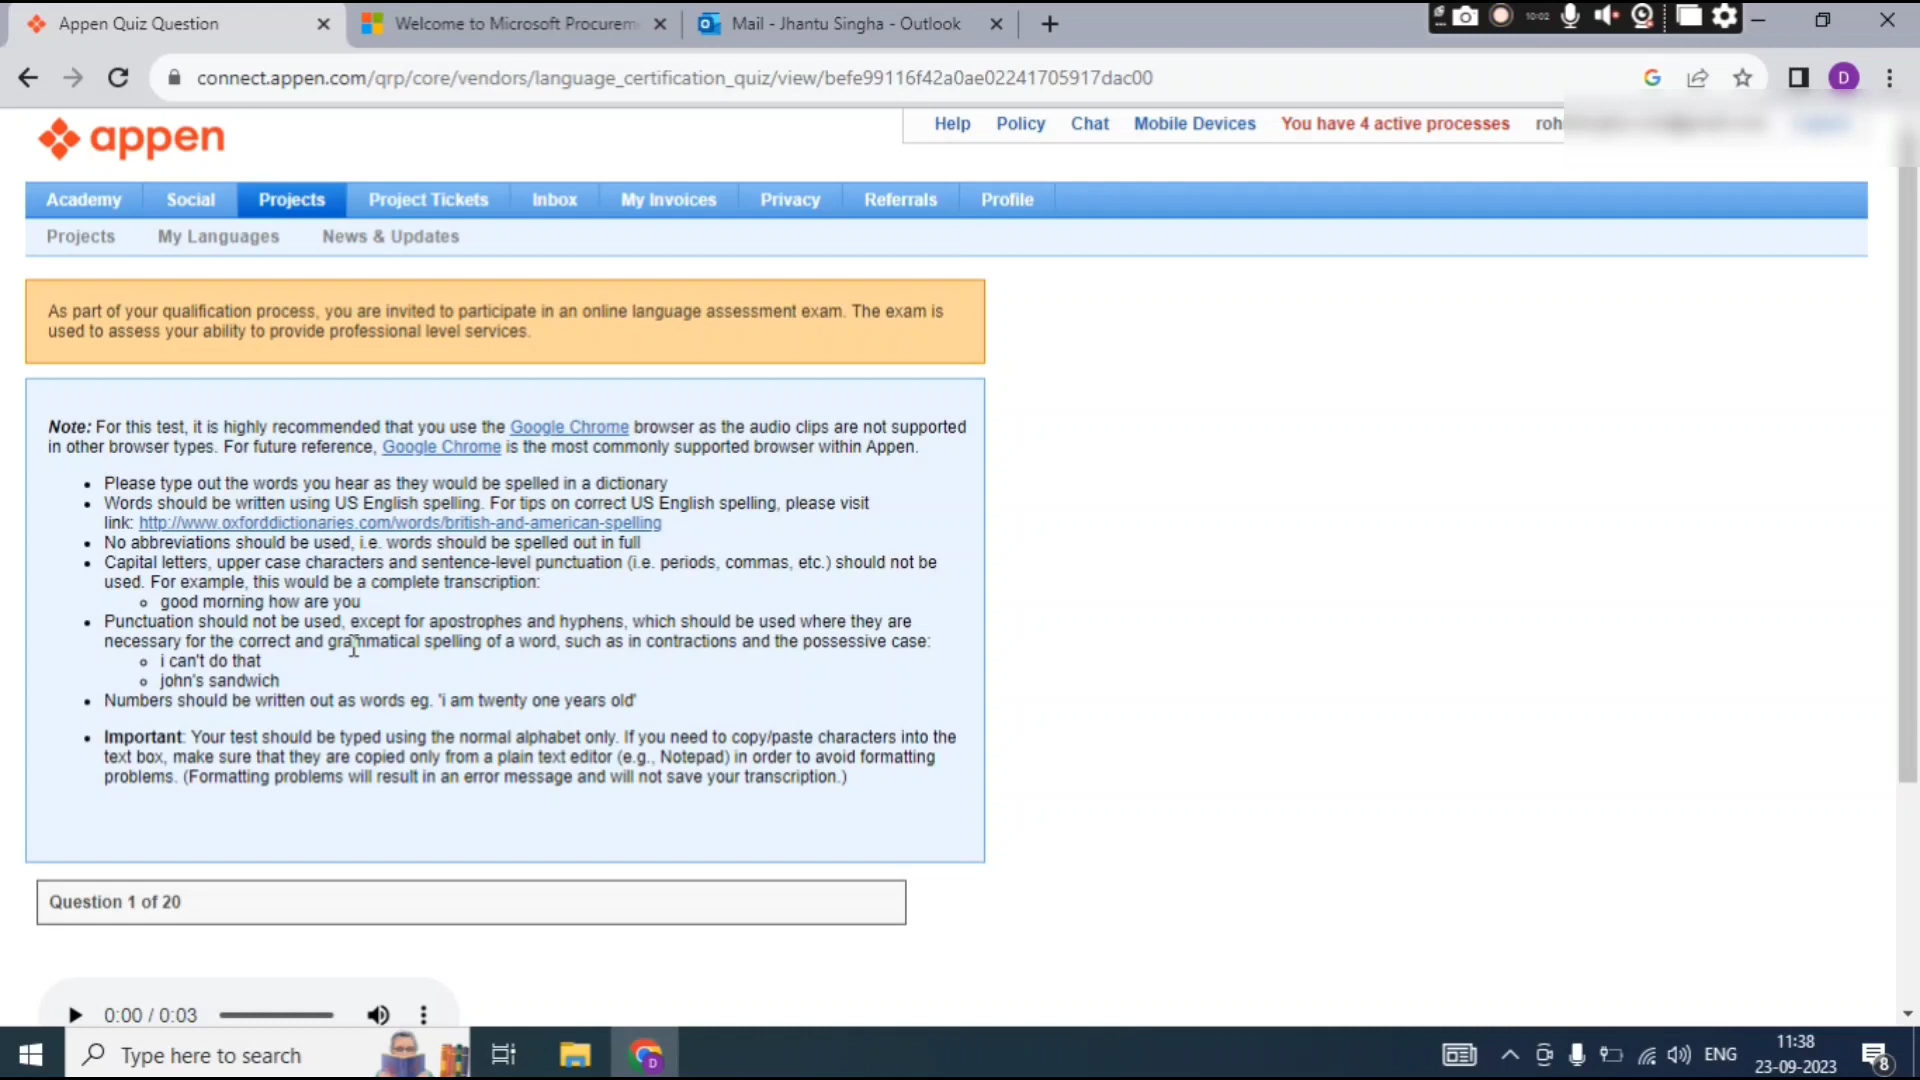 Appen Quiz Question
Welcome to Microsoft Procurem
Mail - Jhantu Singha - Outlook
10:02
connect.appen.com/qrp/core/vendors/language_certification_quiz/view/befe99116f42a0ae02241705917dac00
D
appen
Help Policy Chat Mobile Devices You have 4 active processes roh
Academy Social Projects Project Tickets Inbox My Invoices Privacy Referrals Profile
Projects My Languages News & Updates
As part of your qualification process, you are invited to participate in an online language assessment exam. The exam is
used to assess your ability to provide professional level services.
Note: For this test, it is highly recommended that you use the Google Chrome browser as the audio clips are not supported
in other browser types. For future reference, Google Chrome is the most commonly supported browser within Appen.
• Please type out the words you hear as they would be spelled in a dictionary
• Words should be written using US English spelling. For tips on correct US English spelling, please visit
link: http://www.oxforddictionaries.com/words/british-and-american-spelling
• No abbreviations should be used, i.e. words should be spelled out in full
• Capital letters, upper case characters and sentence-level punctuation (i.e. periods, commas, etc.) should not be
used. For example, this would be a complete transcription:
○ good morning how are you
• Punctuation should not be used, except for apostrophes and hyphens, which should be used where they are
necessary for the correct and grammatical spelling of a word, such as in contractions and the possessive case:
○ i can't do that
○ john's sandwich
• Numbers should be written out as words eg. 'i am twenty one years old'
• Important: Your test should be typed using the normal alphabet only. If you need to copy/paste characters into the
text box, make sure that they are copied only from a plain text editor (e.g., Notepad) in order to avoid formatting
problems. (Formatting problems will result in an error message and will not save your transcription.)
Question 1 of 20
0:00 / 0:03
Type here to search
D
ENG
11:38
23-09-2023
8